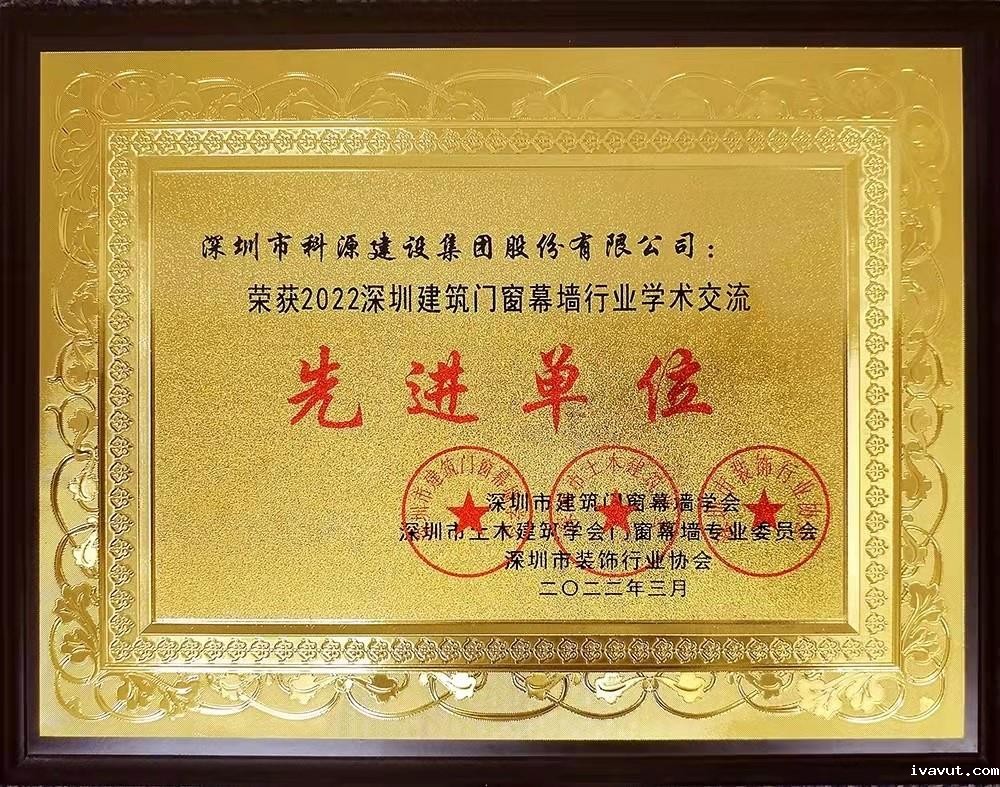 深圳市科源建设集团股份有限公司：
荣获2022深圳建筑门窗幕墙行业学术交流
先进单位
深圳市建筑门窗幕墙学会
深圳市土木建筑学会门窗幕墙专业委员会
深圳市装饰行业协会
二〇二二年三月
ivavut.com